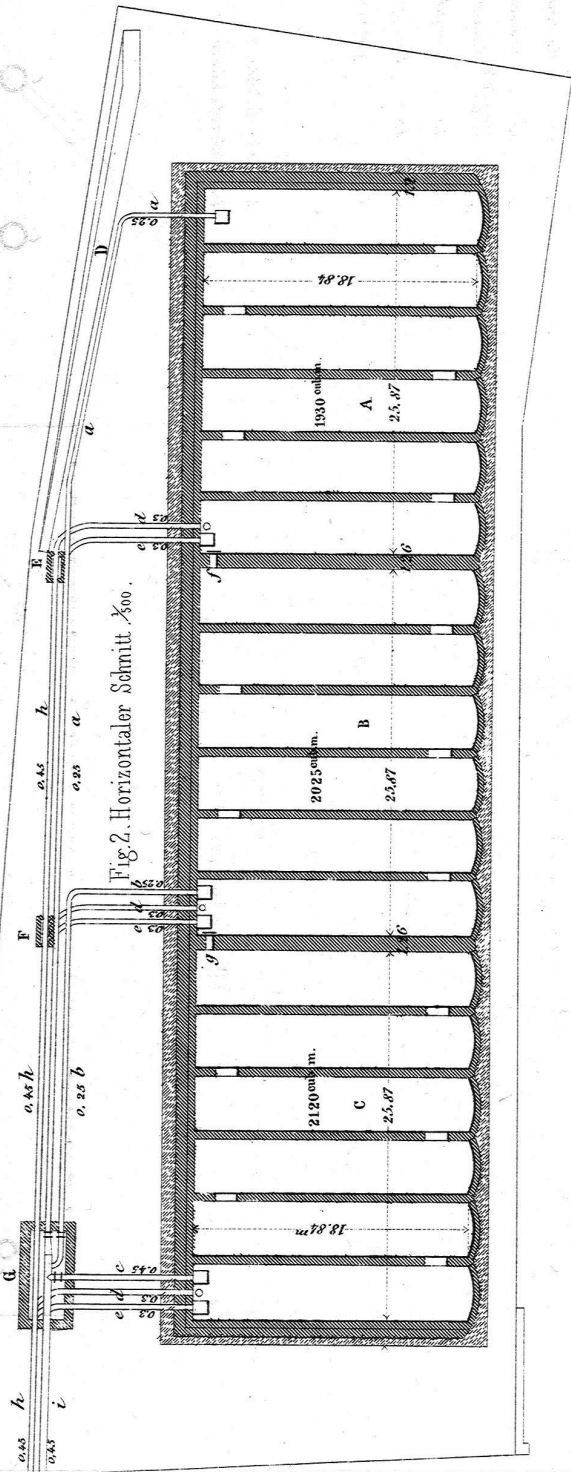 Fig. 2. Horizontaler Schnitt 1/500.
G
h
0,45
i
0,45
0,45 h
0,25 b
F
0,45
h
0,25
a
E
a
D
a
0,25
c
0.45
d
0.3
e
0.3
b
0.25
d
0.3
e
0.3
d
0.3
e
0.3
g
f
2120 cub. m.
C
25.87
18.84 m
1.26
2025 cub. m.
B
25,87
1.26
1930 cub. m.
A
25,87
18.84
1.2